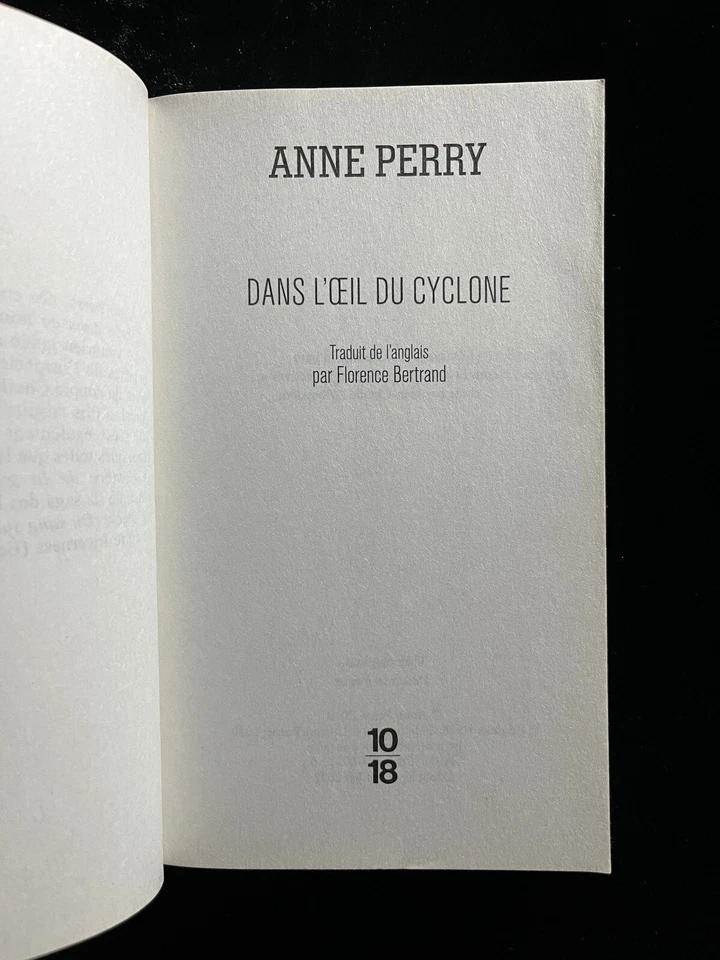 ANNE PERRY
DANS L'ŒIL DU CYCLONE
Traduit de l'anglais
par Florence Bertrand
10
18